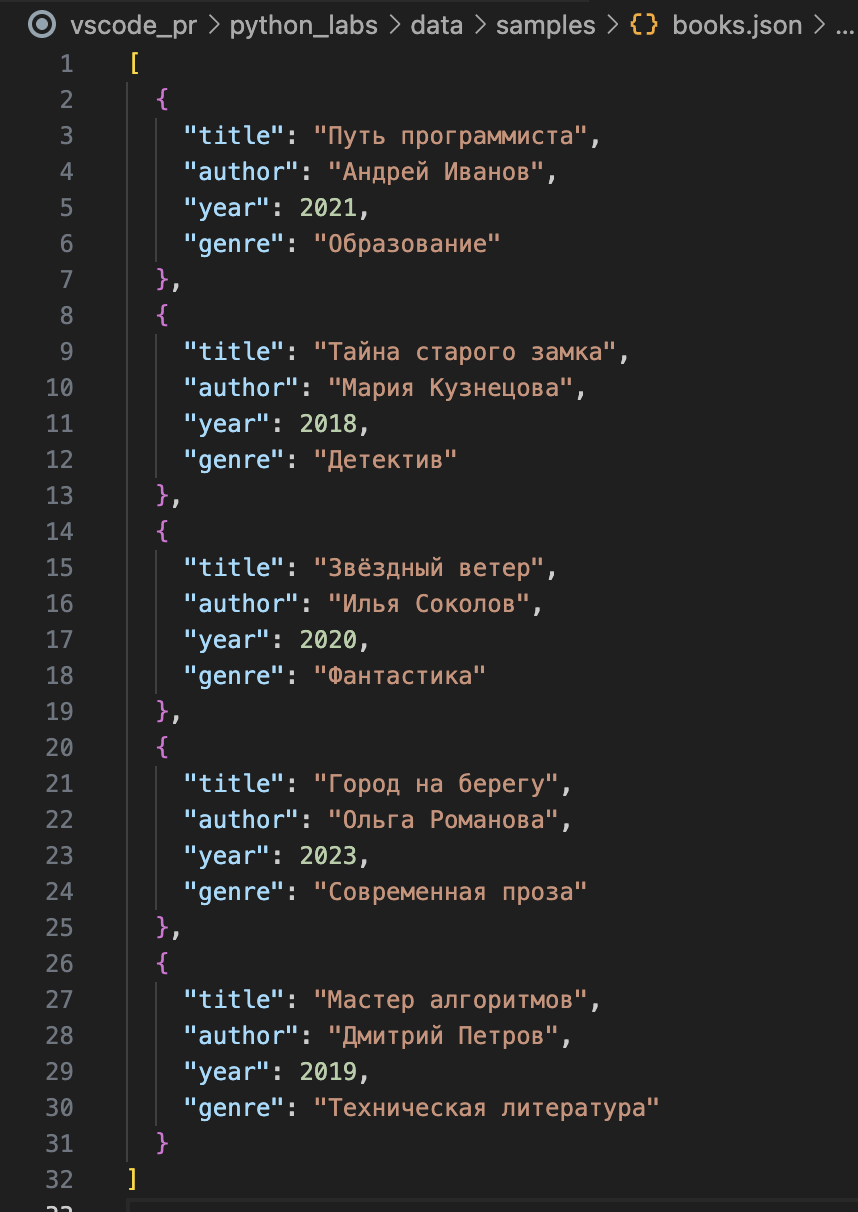 vscode_pr > python_labs > data > samples > {} books.json > ...
1 [
2 {
3 "title": "Путь программиста",
4 "author": "Андрей Иванов",
5 "year": 2021,
6 "genre": "Образование"
7 },
8 {
9 "title": "Тайна старого замка",
10 "author": "Мария Кузнецова",
11 "year": 2018,
12 "genre": "Детектив"
13 },
14 {
15 "title": "Звёздный ветер",
16 "author": "Илья Соколов",
17 "year": 2020,
18 "genre": "Фантастика"
19 },
20 {
21 "title": "Город на берегу",
22 "author": "Ольга Романова",
23 "year": 2023,
24 "genre": "Современная проза"
25 },
26 {
27 "title": "Мастер алгоритмов",
28 "author": "Дмитрий Петров",
29 "year": 2019,
30 "genre": "Техническая литература"
31 }
32 ]
33